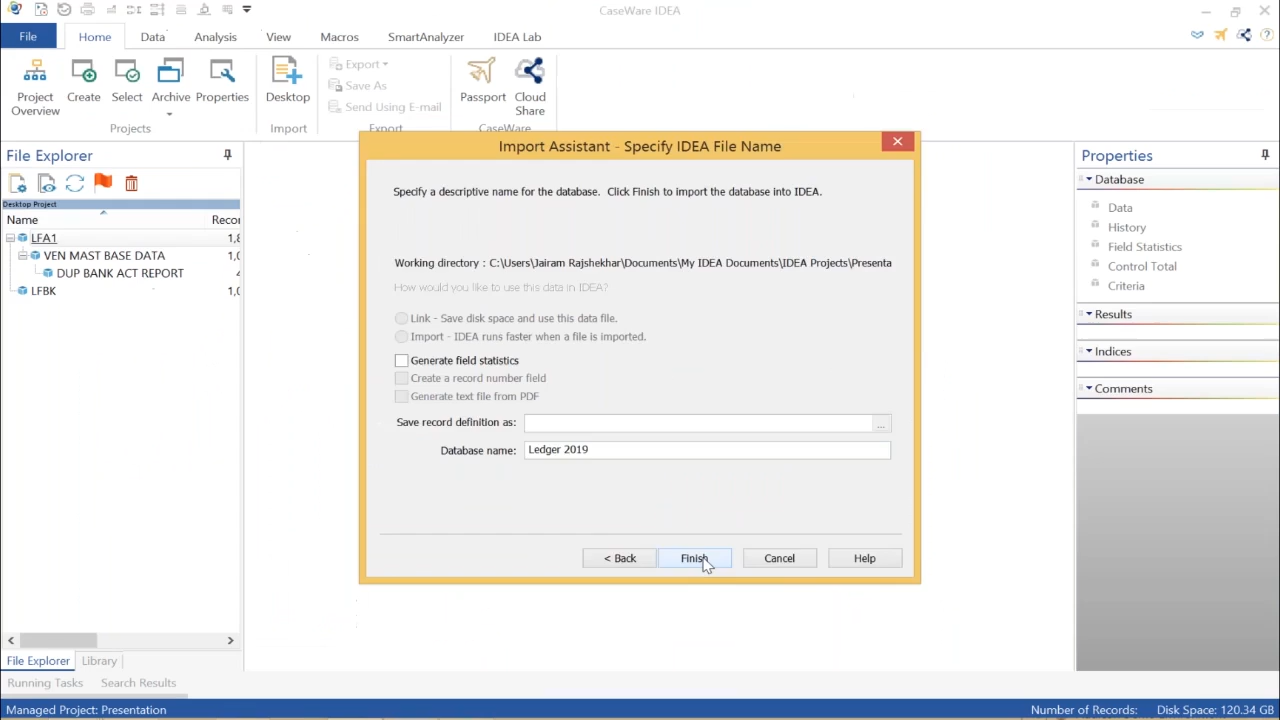 CaseWare IDEA
File
Home
Data
Analysis
View
Macros
SmartAnalyzer
IDEA Lab
Project Overview
Create
Select
Archive
Properties
Projects
Desktop
Import
Export
Save As
Send Using E-mail
Export
Passport
Cloud Share
CaseWare
File Explorer
Desktop Project
Name
Recor
LFA1
1,8
VEN MAST BASE DATA
1,0
DUP BANK ACT REPORT
4
LFBK
1,0
Import Assistant - Specify IDEA File Name
Specify a descriptive name for the database. Click Finish to import the database into IDEA.
Working directory : C:\Users\Jairam Rajshekhar\Documents\My IDEA Documents\IDEA Projects\Presenta
How would you like to use this data in IDEA?
Link - Save disk space and use this data file.
Import - IDEA runs faster when a file is imported.
Generate field statistics
Create a record number field
Generate text file from PDF
Save record definition as:
...
Database name: Ledger 2019
< Back
Finish
Cancel
Help
Properties
Database
Data
History
Field Statistics
Control Total
Criteria
Results
Indices
Comments
File Explorer
Library
Running Tasks
Search Results
Managed Project: Presentation
Number of Records:
Disk Space: 120.34 GB